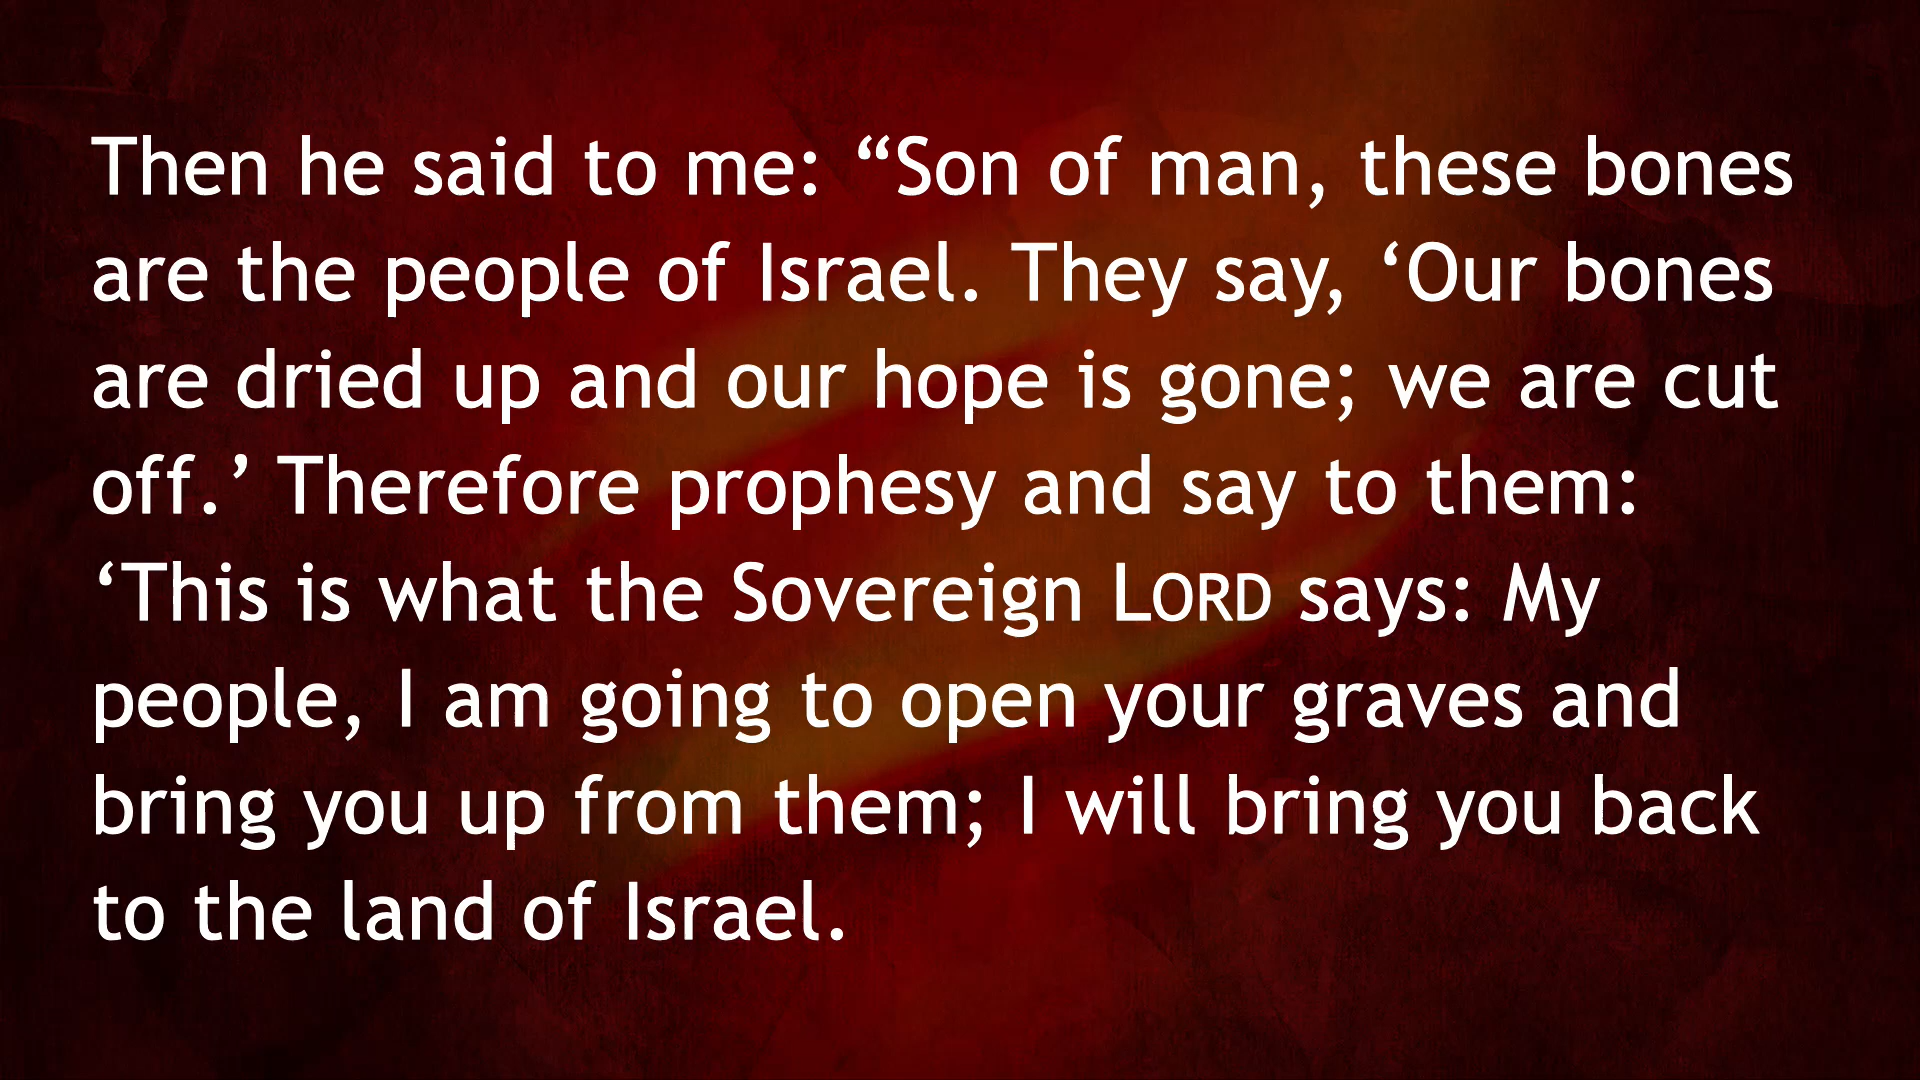 Then he said to me: “Son of man, these bones
are the people of Israel. They say, ‘Our bones
are dried up and our hope is gone; we are cut
off.’ Therefore prophesy and say to them:
‘This is what the Sovereign LORD says: My
people, I am going to open your graves and
bring you up from them; I will bring you back
to the land of Israel.